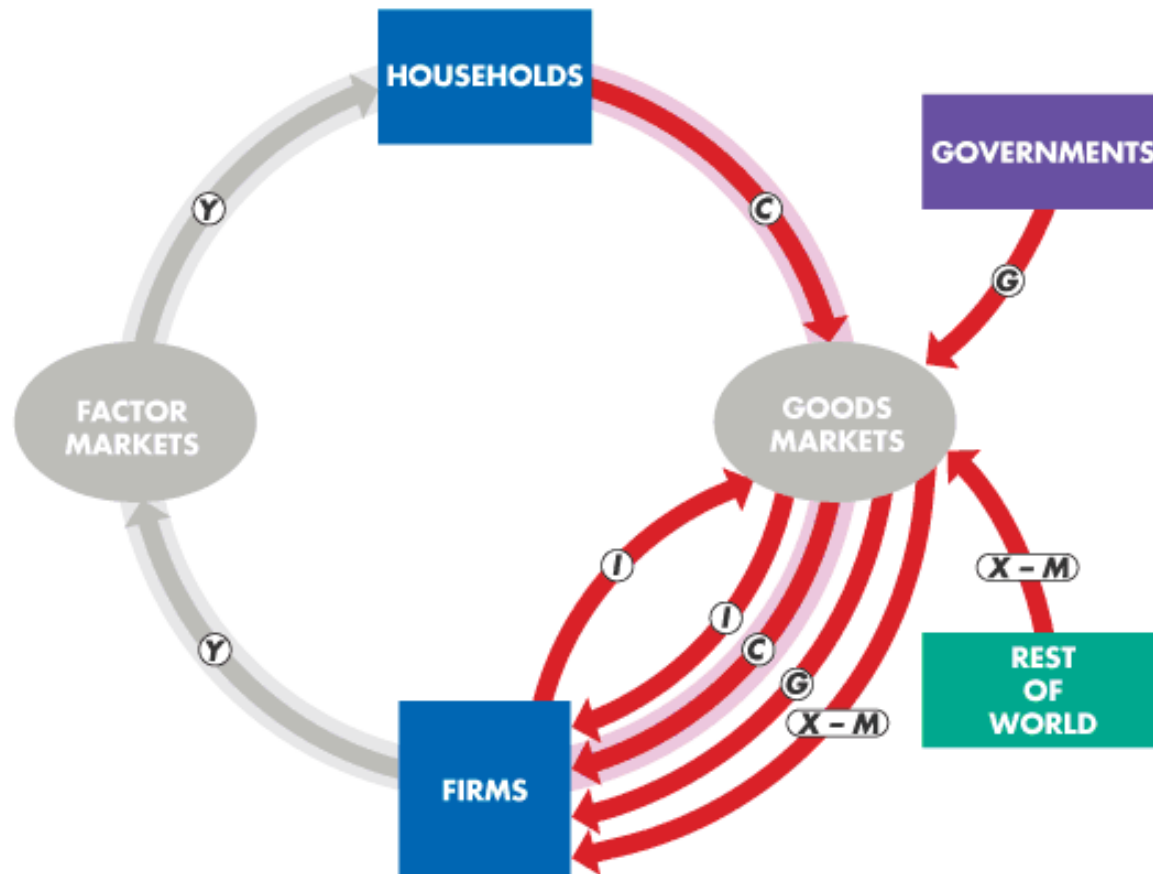 HOUSEHOLDS
GOVERNMENTS
Y
C
G
FACTOR
MARKETS
GOODS
MARKETS
I
X – M
I
Y
C
G
X – M
REST
OF
WORLD
FIRMS